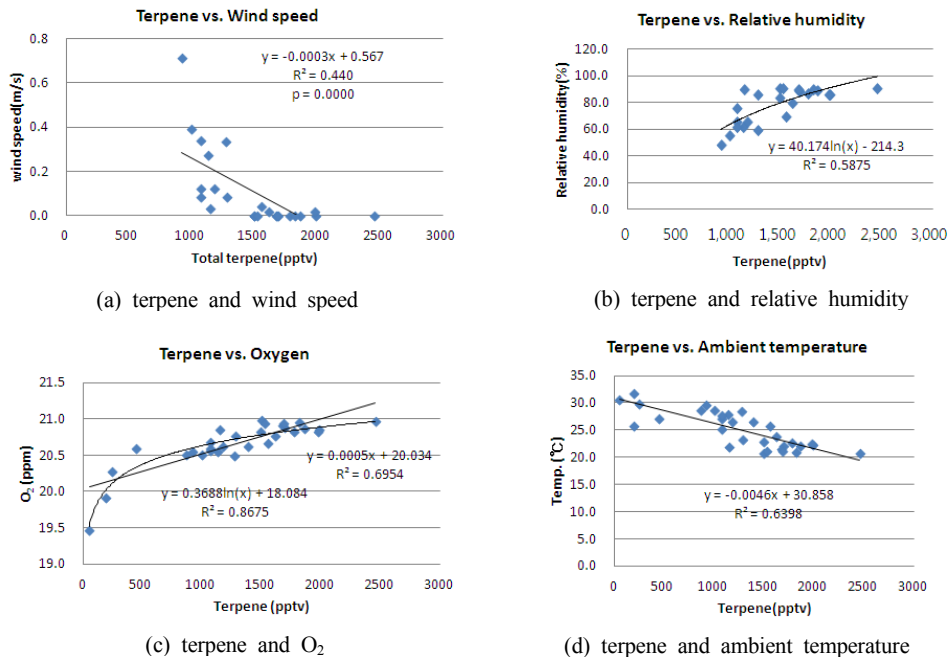 Terpene vs. Wind speed
0.8
0.6
0.4
0.2
0.0
wind speed(m/s)
y = -0.0003x + 0.567
R² = 0.440
p = 0.0000
0 500 1000 1500 2000 2500 3000
Total terpene(pptv)
(a) terpene and wind speed
Terpene vs. Relative humidity
120.0
100.0
80.0
60.0
40.0
20.0
0.0
Relative humidity(%)
y = 40.174ln(x) - 214.3
R² = 0.5875
0 500 1,000 1,500 2,000 2,500 3,000
Terpene(pptv)
(b) terpene and relative humidity
Terpene vs. Oxygen
21.5
21.0
20.5
20.0
19.5
19.0
O₂ (ppm)
y = 0.0005x + 20.034
R² = 0.6954
y = 0.3688ln(x) + 18.084
R² = 0.8675
0 500 1000 1500 2000 2500 3000
Terpene (pptv)
(c) terpene and O₂
Terpene vs. Ambient temperature
35.0
30.0
25.0
20.0
15.0
10.0
5.0
0.0
Temp. (℃)
y = -0.0046x + 30.858
R² = 0.6398
0 500 1000 1500 2000 2500 3000
Terpene(pptv)
(d) terpene and ambient temperature